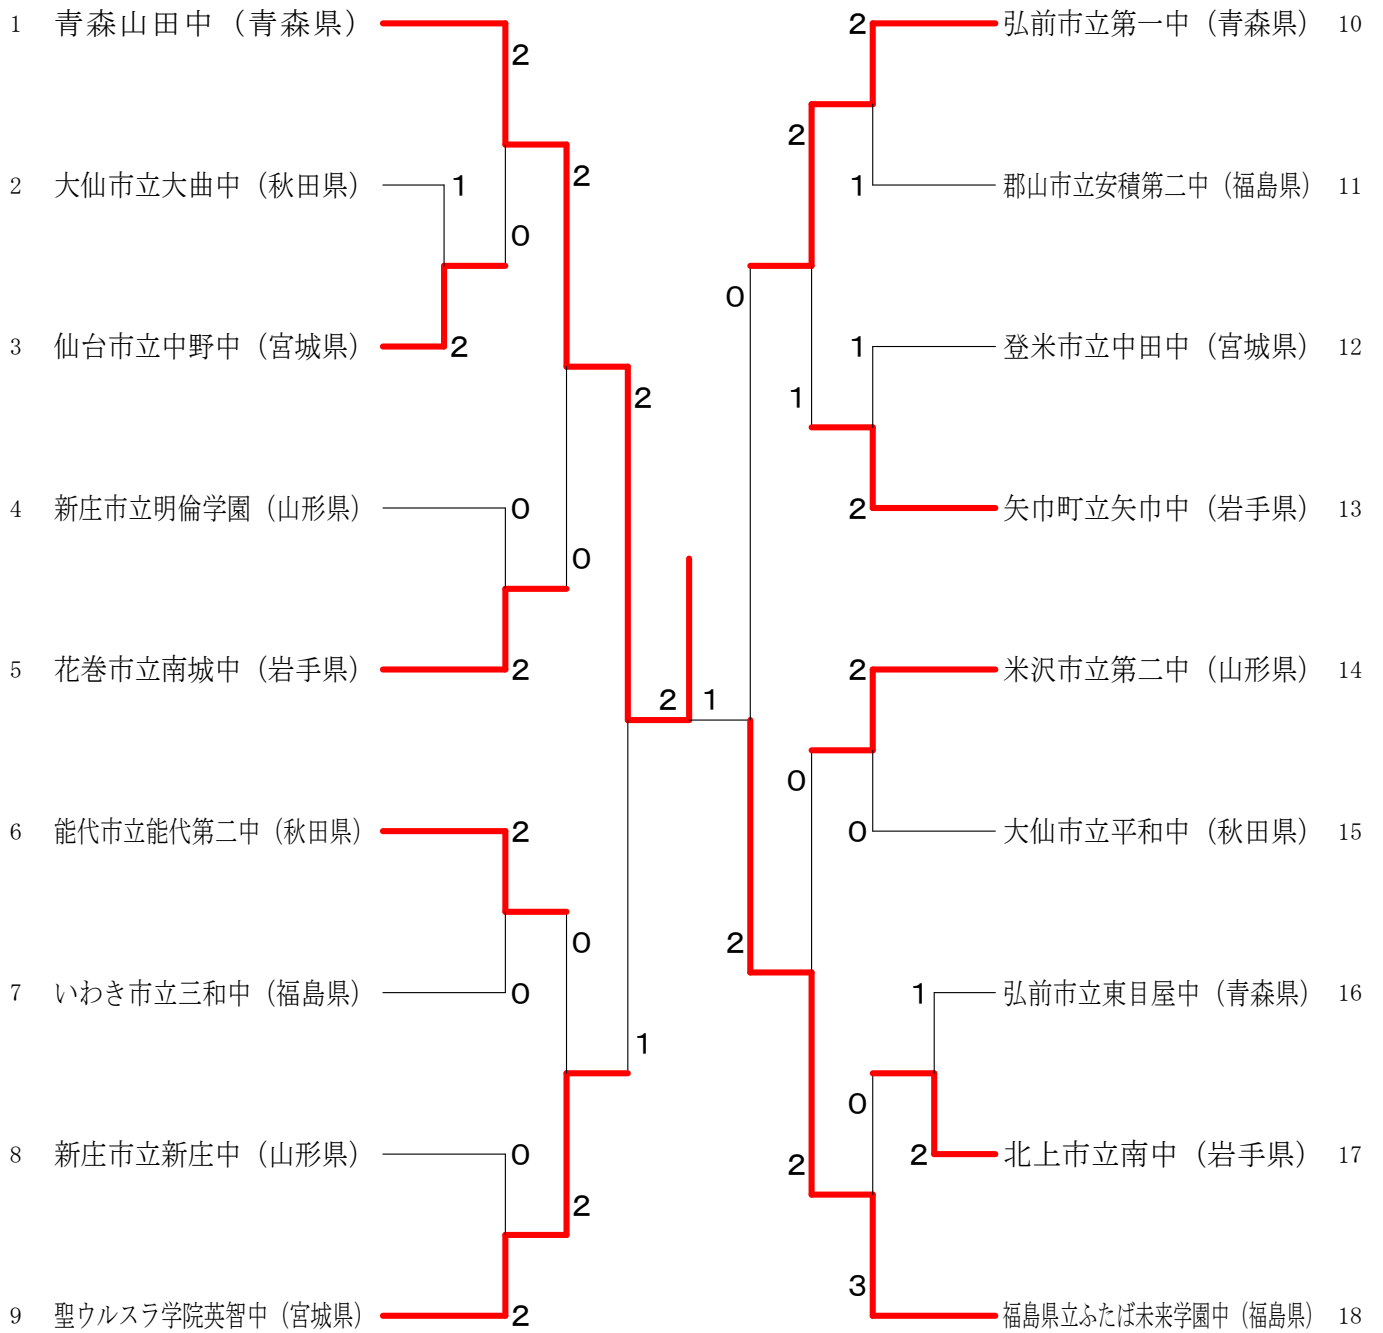 1 青森山田中（青森県）
2
2 大仙市立大曲中（秋田県）
1
2
0
3 仙台市立中野中（宮城県）
2
2
4 新庄市立明倫学園（山形県）
0
0
5 花巻市立南城中（岩手県）
2
2 1
6 能代市立能代第二中（秋田県）
2
0
7 いわき市立三和中（福島県）
0
1
8 新庄市立新庄中（山形県）
0
2
9 聖ウルスラ学院英智中（宮城県）
2
2
弘前市立第一中（青森県） 10
2
1
郡山市立安積第二中（福島県） 11
0
1
登米市立中田中（宮城県） 12
1
2
矢巾町立矢巾中（岩手県） 13
2
米沢市立第二中（山形県） 14
0
0
大仙市立平和中（秋田県） 15
2
1
弘前市立東目屋中（青森県） 16
0
2
北上市立南中（岩手県） 17
2
3
福島県立ふたば未来学園中（福島県） 18